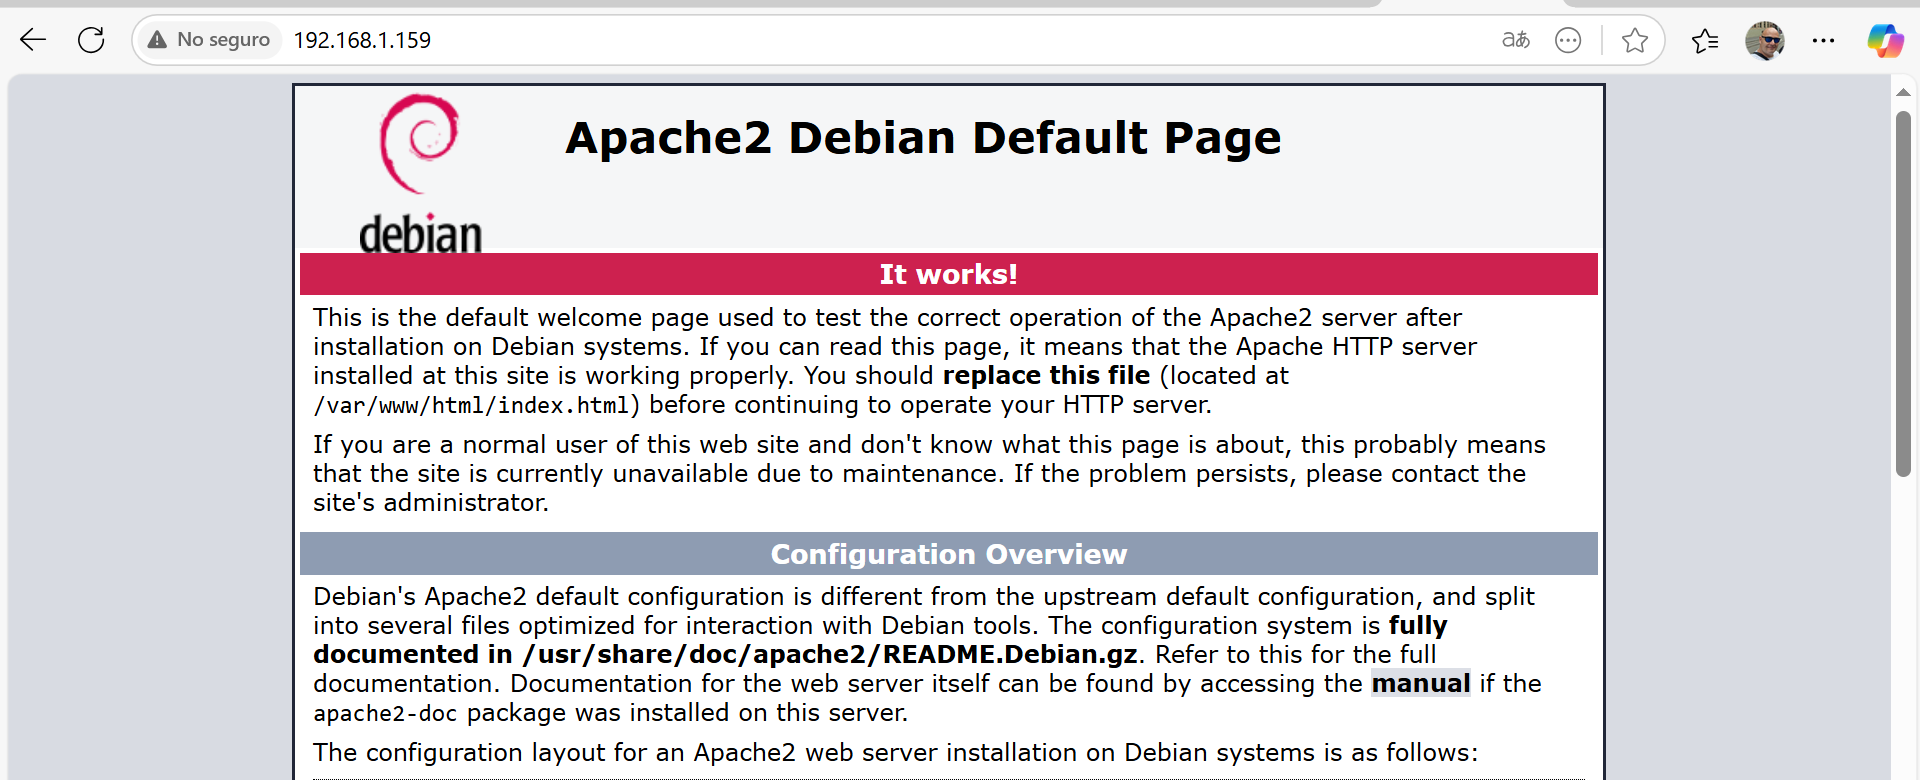 No seguro 192.168.1.159 aあ
Apache2 Debian Default Page
debian
It works!
This is the default welcome page used to test the correct operation of the Apache2 server after
installation on Debian systems. If you can read this page, it means that the Apache HTTP server
installed at this site is working properly. You should replace this file (located at
/var/www/html/index.html) before continuing to operate your HTTP server.
If you are a normal user of this web site and don't know what this page is about, this probably means
that the site is currently unavailable due to maintenance. If the problem persists, please contact the
site's administrator.
Configuration Overview
Debian's Apache2 default configuration is different from the upstream default configuration, and split
into several files optimized for interaction with Debian tools. The configuration system is fully
documented in /usr/share/doc/apache2/README.Debian.gz. Refer to this for the full
documentation. Documentation for the web server itself can be found by accessing the manual if the
apache2-doc package was installed on this server.
The configuration layout for an Apache2 web server installation on Debian systems is as follows: